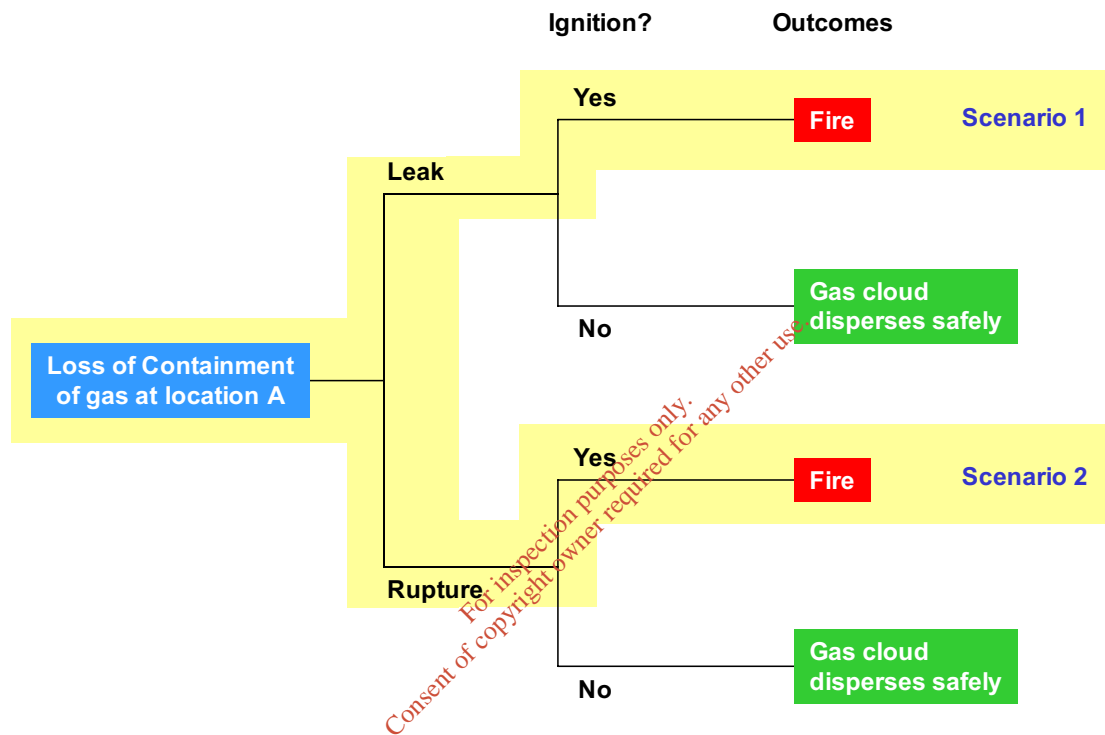 Ignition?
Outcomes
Yes
Fire
Scenario 1
Leak
Gas cloud
disperses safely
No
Loss of Containment
of gas at location A
Yes
Fire
Scenario 2
Rupture
Gas cloud
disperses safely
No
For inspection purposes only.
Consent of copyright owner required for any other use.